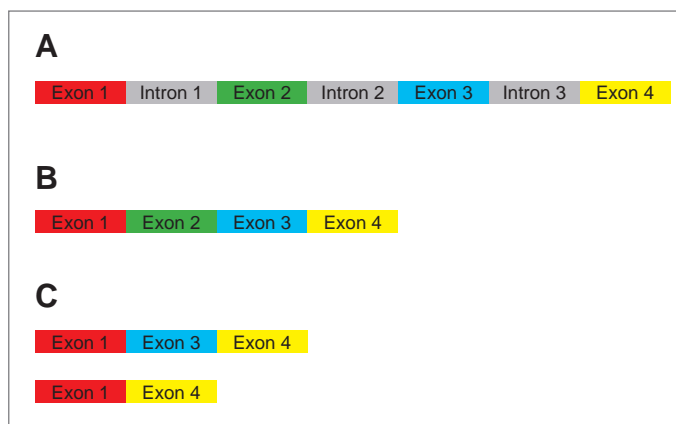 A
Exon 1 Intron 1 Exon 2 Intron 2 Exon 3 Intron 3 Exon 4
B
Exon 1 Exon 2 Exon 3 Exon 4
C
Exon 1 Exon 3 Exon 4
Exon 1 Exon 4